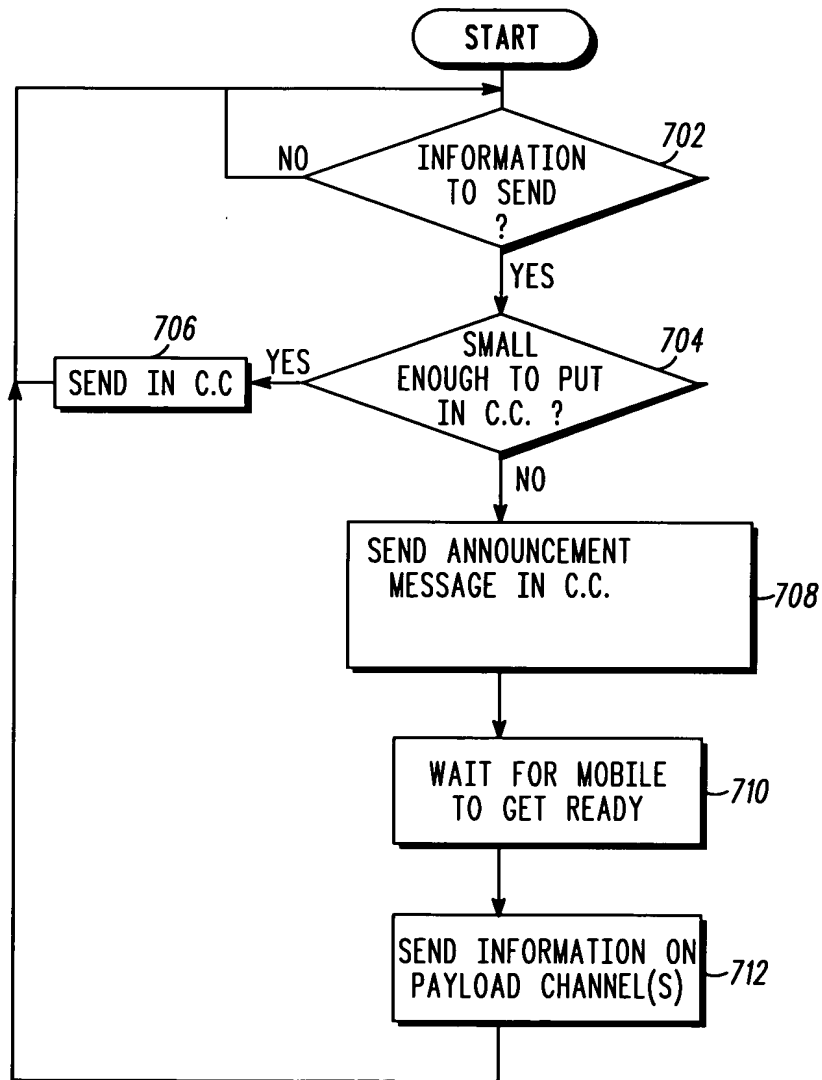 START
702
INFORMATION
TO SEND
?
NO
YES
706
704
SMALL
ENOUGH TO PUT
IN C.C. ?
YES
SEND IN C.C
NO
SEND ANNOUNCEMENT
MESSAGE IN C.C.
708
WAIT FOR MOBILE
TO GET READY
710
SEND INFORMATION ON
PAYLOAD CHANNEL(S)
712